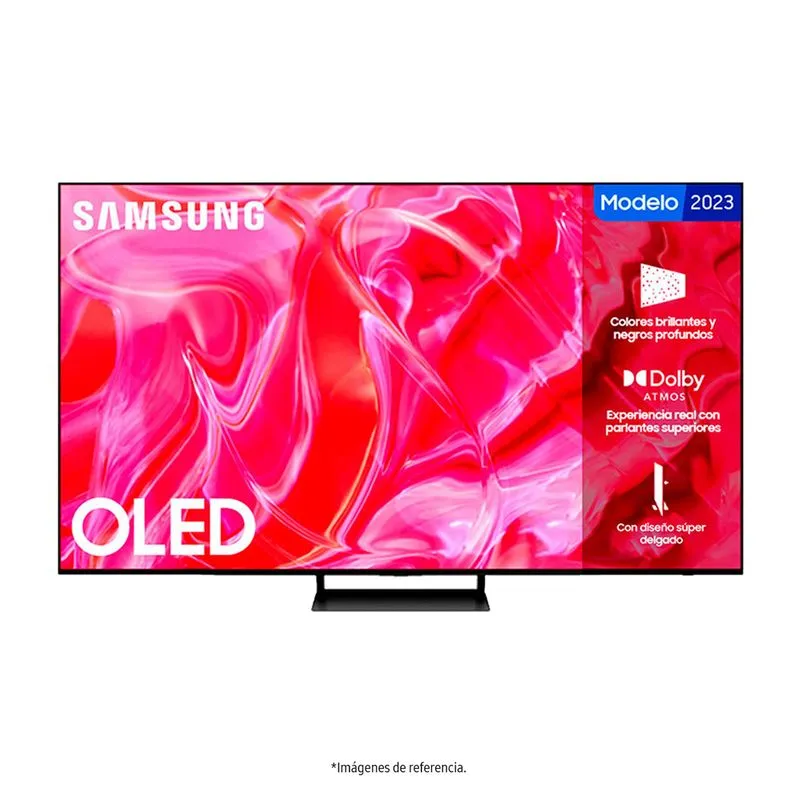 SAMSUNG
OLED
Modelo 2023
Colores brillantes y
negros profundos
Dolby
ATMOS
Experiencia real con
parlantes superiores
Con diseño súper
delgado
*Imágenes de referencia.